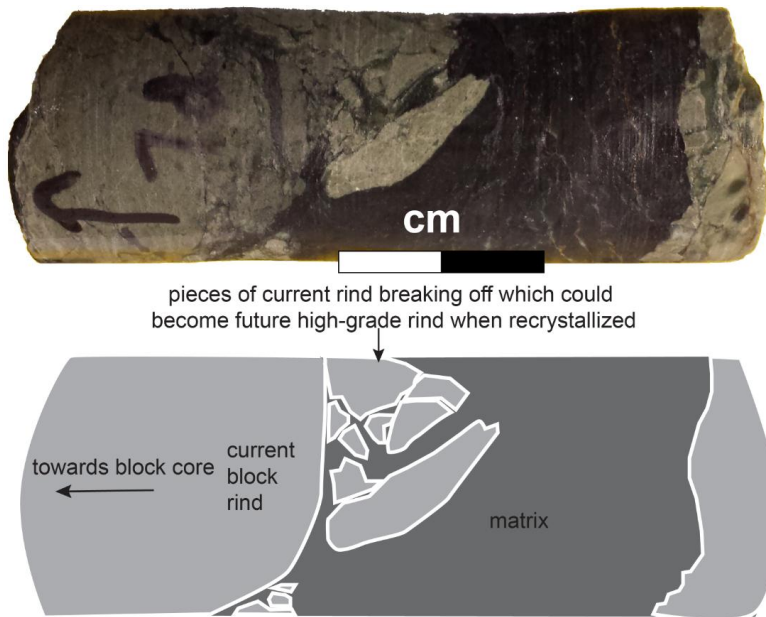 cm
pieces of current rind breaking off which could
become future high-grade rind when recrystallized
towards block core
current
block
rind
matrix